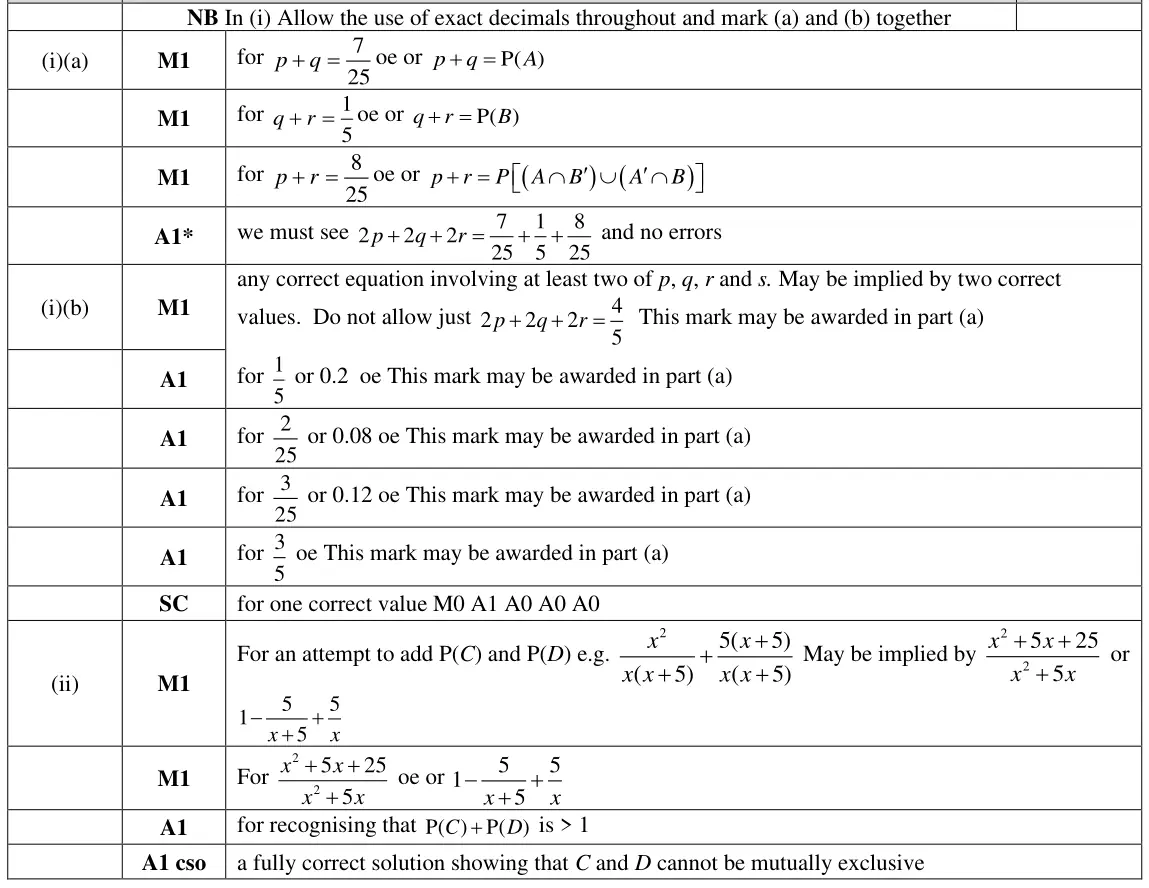 NB In (i) Allow the use of exact decimals throughout and mark (a) and (b) together
(i)(a) M1 for p + q = 7/25 oe or p + q = P(A)
M1 for q + r = 1/5 oe or q + r = P(B)
M1 for p + r = 8/25 oe or p + r = P[(A ∩ B′) ∪ (A′ ∩ B)]
A1* we must see 2p + 2q + 2r = 7/25 + 1/5 + 8/25 and no errors
(i)(b) M1 any correct equation involving at least two of p, q, r and s. May be implied by two correct
values. Do not allow just 2p + 2q + 2r = 4/5 This mark may be awarded in part (a)
A1 for 1/5 or 0.2 oe This mark may be awarded in part (a)
A1 for 2/25 or 0.08 oe This mark may be awarded in part (a)
A1 for 3/25 or 0.12 oe This mark may be awarded in part (a)
A1 for 3/5 oe This mark may be awarded in part (a)
SC for one correct value M0 A1 A0 A0 A0
(ii) M1 For an attempt to add P(C) and P(D) e.g. x²/x(x+5) + 5(x+5)/x(x+5) May be implied by (x² + 5x + 25)/(x² + 5x) or
1 − 5/(x+5) + 5/x
M1 For (x² + 5x + 25)/(x² + 5x) oe or 1 − 5/(x+5) + 5/x
A1 for recognising that P(C) + P(D) is > 1
A1 cso a fully correct solution showing that C and D cannot be mutually exclusive